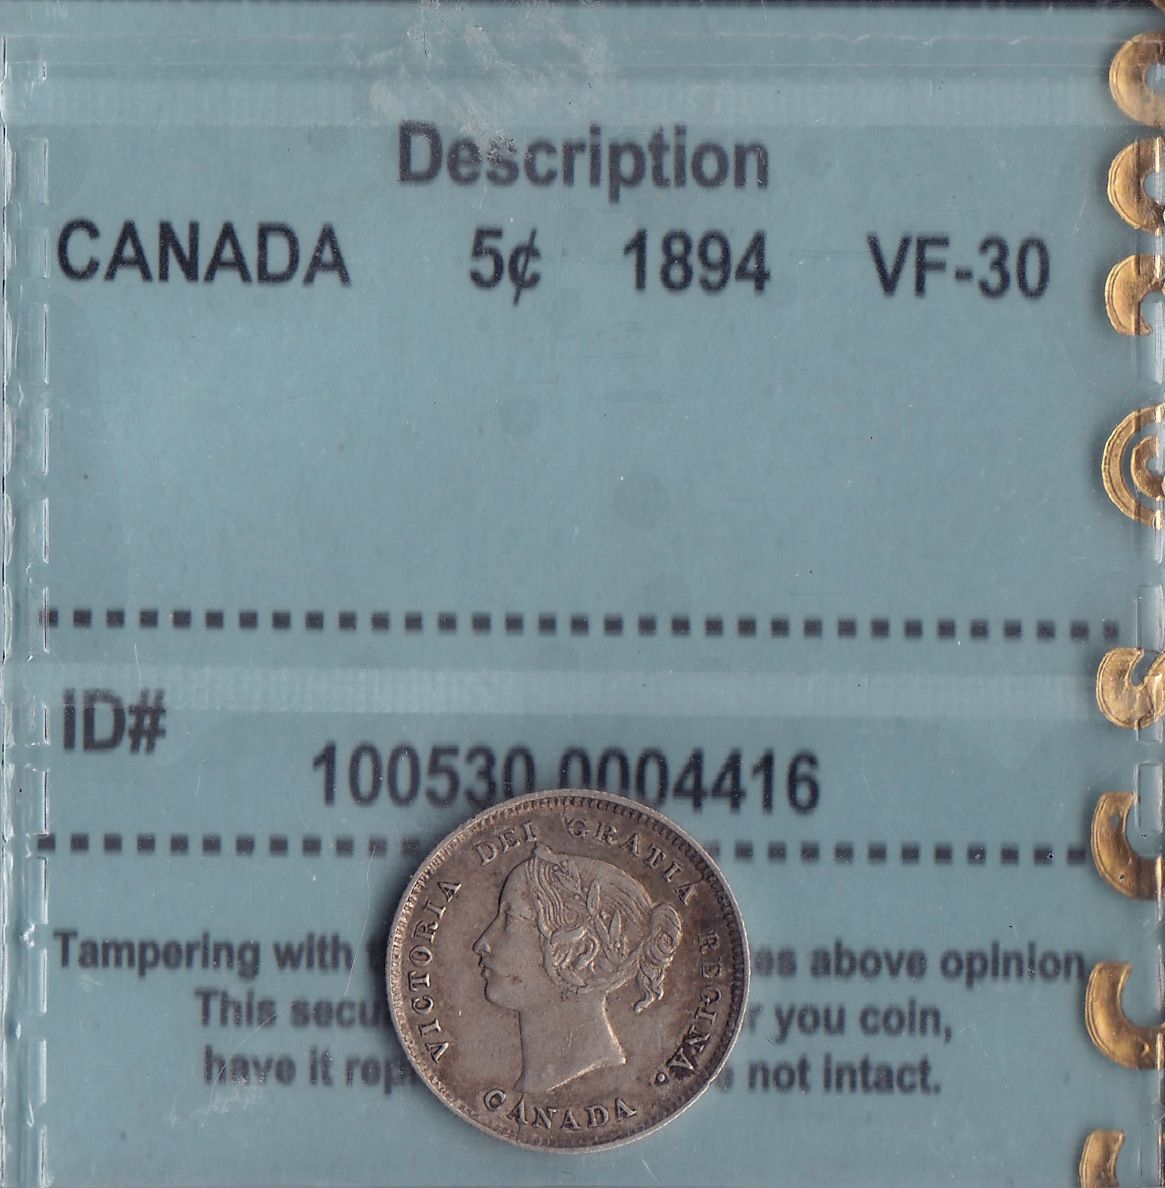 Description
CANADA 5¢ 1894 VF-30
ID#
100530 0004416
VICTORIA DEI GRATIA REGINA.
CANADA
Tampering with es above opinion
This secu r you coin,
have it rep not intact.
C.C.C.S.